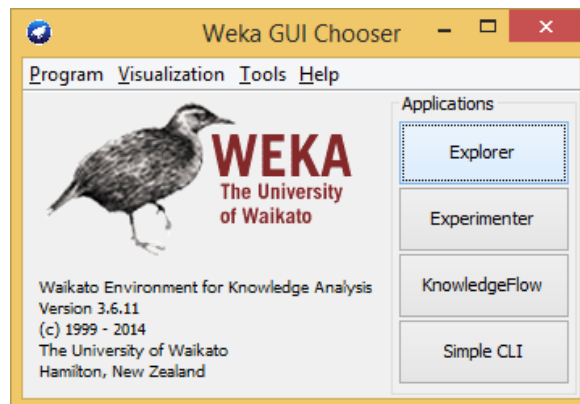 Weka GUI Chooser
Program Visualization Tools Help
WEKA
The University
of Waikato
Waikato Environment for Knowledge Analysis
Version 3.6.11
(c) 1999 - 2014
The University of Waikato
Hamilton, New Zealand
Applications
Explorer
Experimenter
KnowledgeFlow
Simple CLI